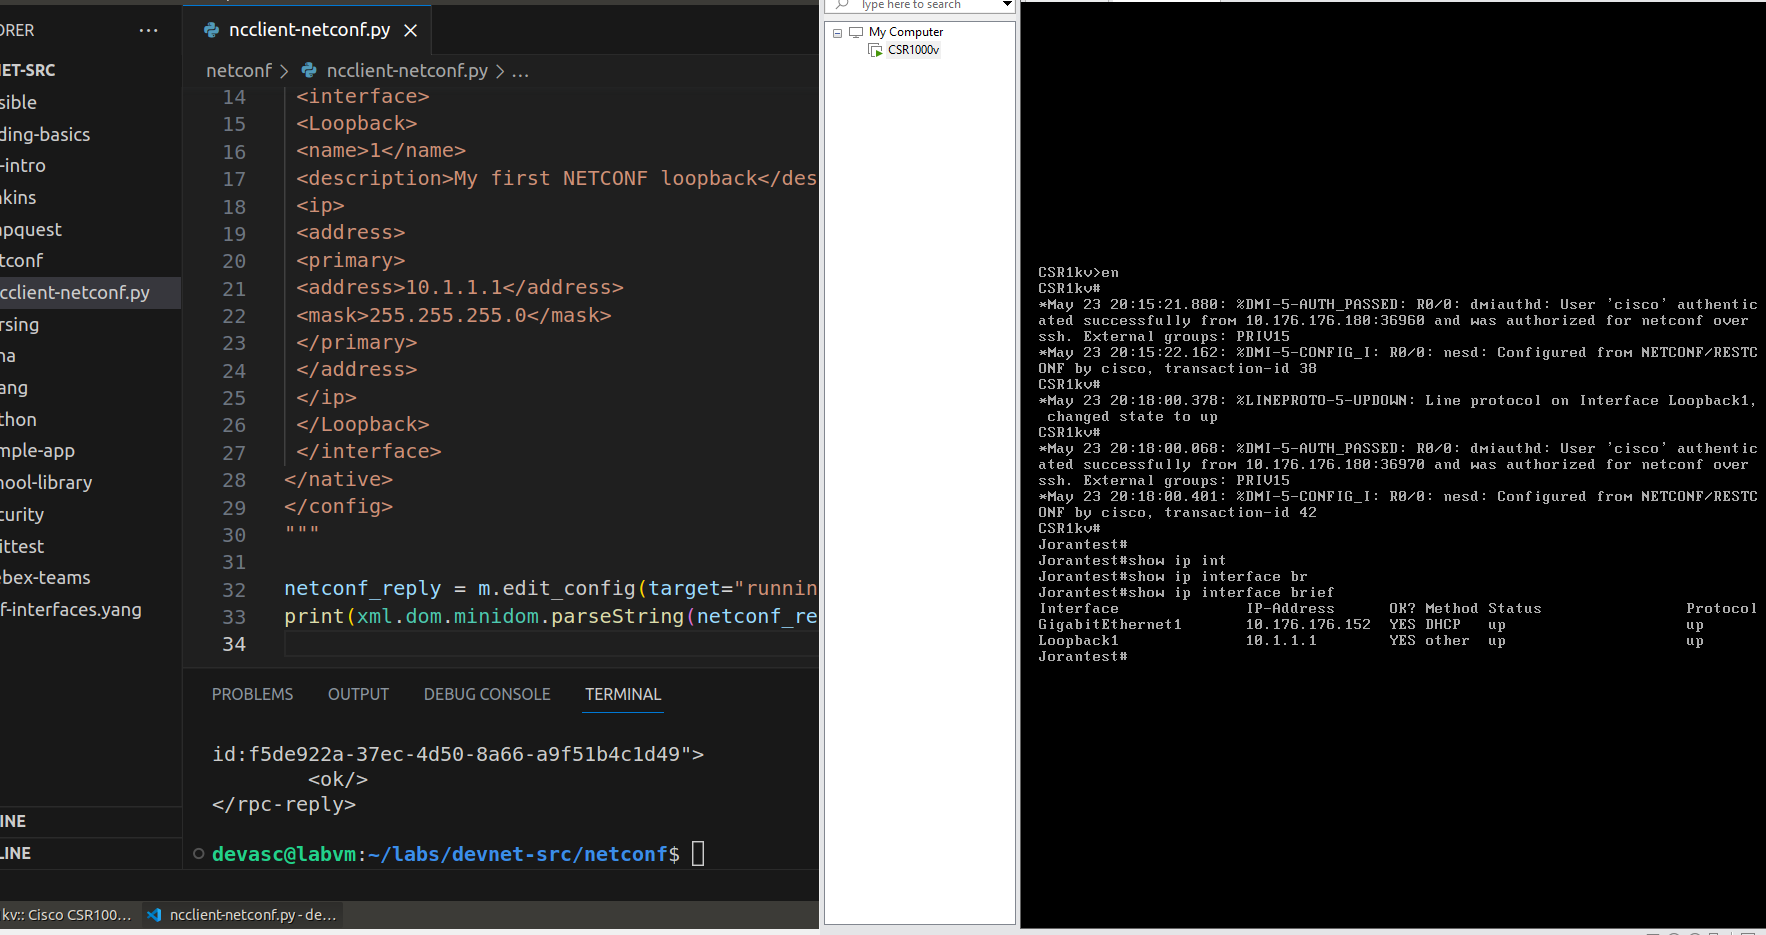 ORER
ET-SRC
sible
ding-basics
-intro
kins
pquest
tconf
cclient-netconf.py
rsing
na
ang
thon
mple-app
ool-library
curity
ittest
bex-teams
f-interfaces.yang
INE
LINE
ncclient-netconf.py
netconf > ncclient-netconf.py > ...
14 <interface>
15 <Loopback>
16 <name>1</name>
17 <description>My first NETCONF loopback</des
18 <ip>
19 <address>
20 <primary>
21 <address>10.1.1.1</address>
22 <mask>255.255.255.0</mask>
23 </primary>
24 </address>
25 </ip>
26 </Loopback>
27 </interface>
28 </native>
29 </config>
30 """
31
32 netconf_reply = m.edit_config(target="runnin
33 print(xml.dom.minidom.parseString(netconf_re
34
PROBLEMS OUTPUT DEBUG CONSOLE TERMINAL
id:f5de922a-37ec-4d50-8a66-a9f51b4c1d49">
<ok/>
</rpc-reply>
devasc@labvm:~/labs/devnet-src/netconf$
kv:: Cisco CSR100...
ncclient-netconf.py - de...
Type here to search
My Computer
CSR1000v
CSR1kv>en
CSR1kv#
*May 23 20:15:21.880: %DMI-5-AUTH_PASSED: R0/0: dmiauthd: User 'cisco' authentic
ated successfully from 10.176.176.180:36960 and was authorized for netconf over
ssh. External groups: PRIV15
*May 23 20:15:22.162: %DMI-5-CONFIG_I: R0/0: nesd: Configured from NETCONF/RESTC
ONF by cisco, transaction-id 38
CSR1kv#
*May 23 20:18:00.378: %LINEPROTO-5-UPDOWN: Line protocol on Interface Loopback1,
changed state to up
CSR1kv#
*May 23 20:18:00.068: %DMI-5-AUTH_PASSED: R0/0: dmiauthd: User 'cisco' authentic
ated successfully from 10.176.176.180:36970 and was authorized for netconf over
ssh. External groups: PRIV15
*May 23 20:18:00.401: %DMI-5-CONFIG_I: R0/0: nesd: Configured from NETCONF/RESTC
ONF by cisco, transaction-id 42
CSR1kv#
Jorantest#
Jorantest#show ip int
Jorantest#show ip interface br
Jorantest#show ip interface brief
Interface IP-Address OK? Method Status Protocol
GigabitEthernet1 10.176.176.152 YES DHCP up up
Loopback1 10.1.1.1 YES other up up
Jorantest#